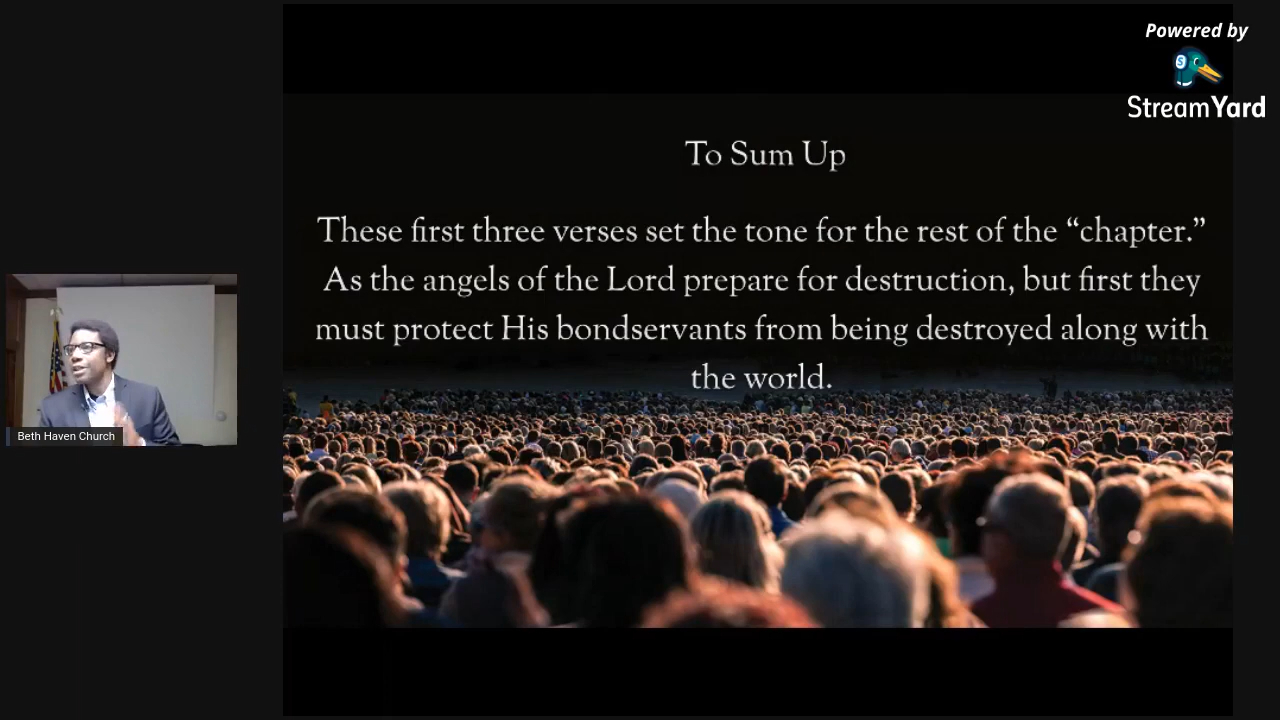 Powered by
StreamYard
To Sum Up
These first three verses set the tone for the rest of the “chapter.”
As the angels of the Lord prepare for destruction, but first they
must protect His bondservants from being destroyed along with
the world.
Beth Haven Church